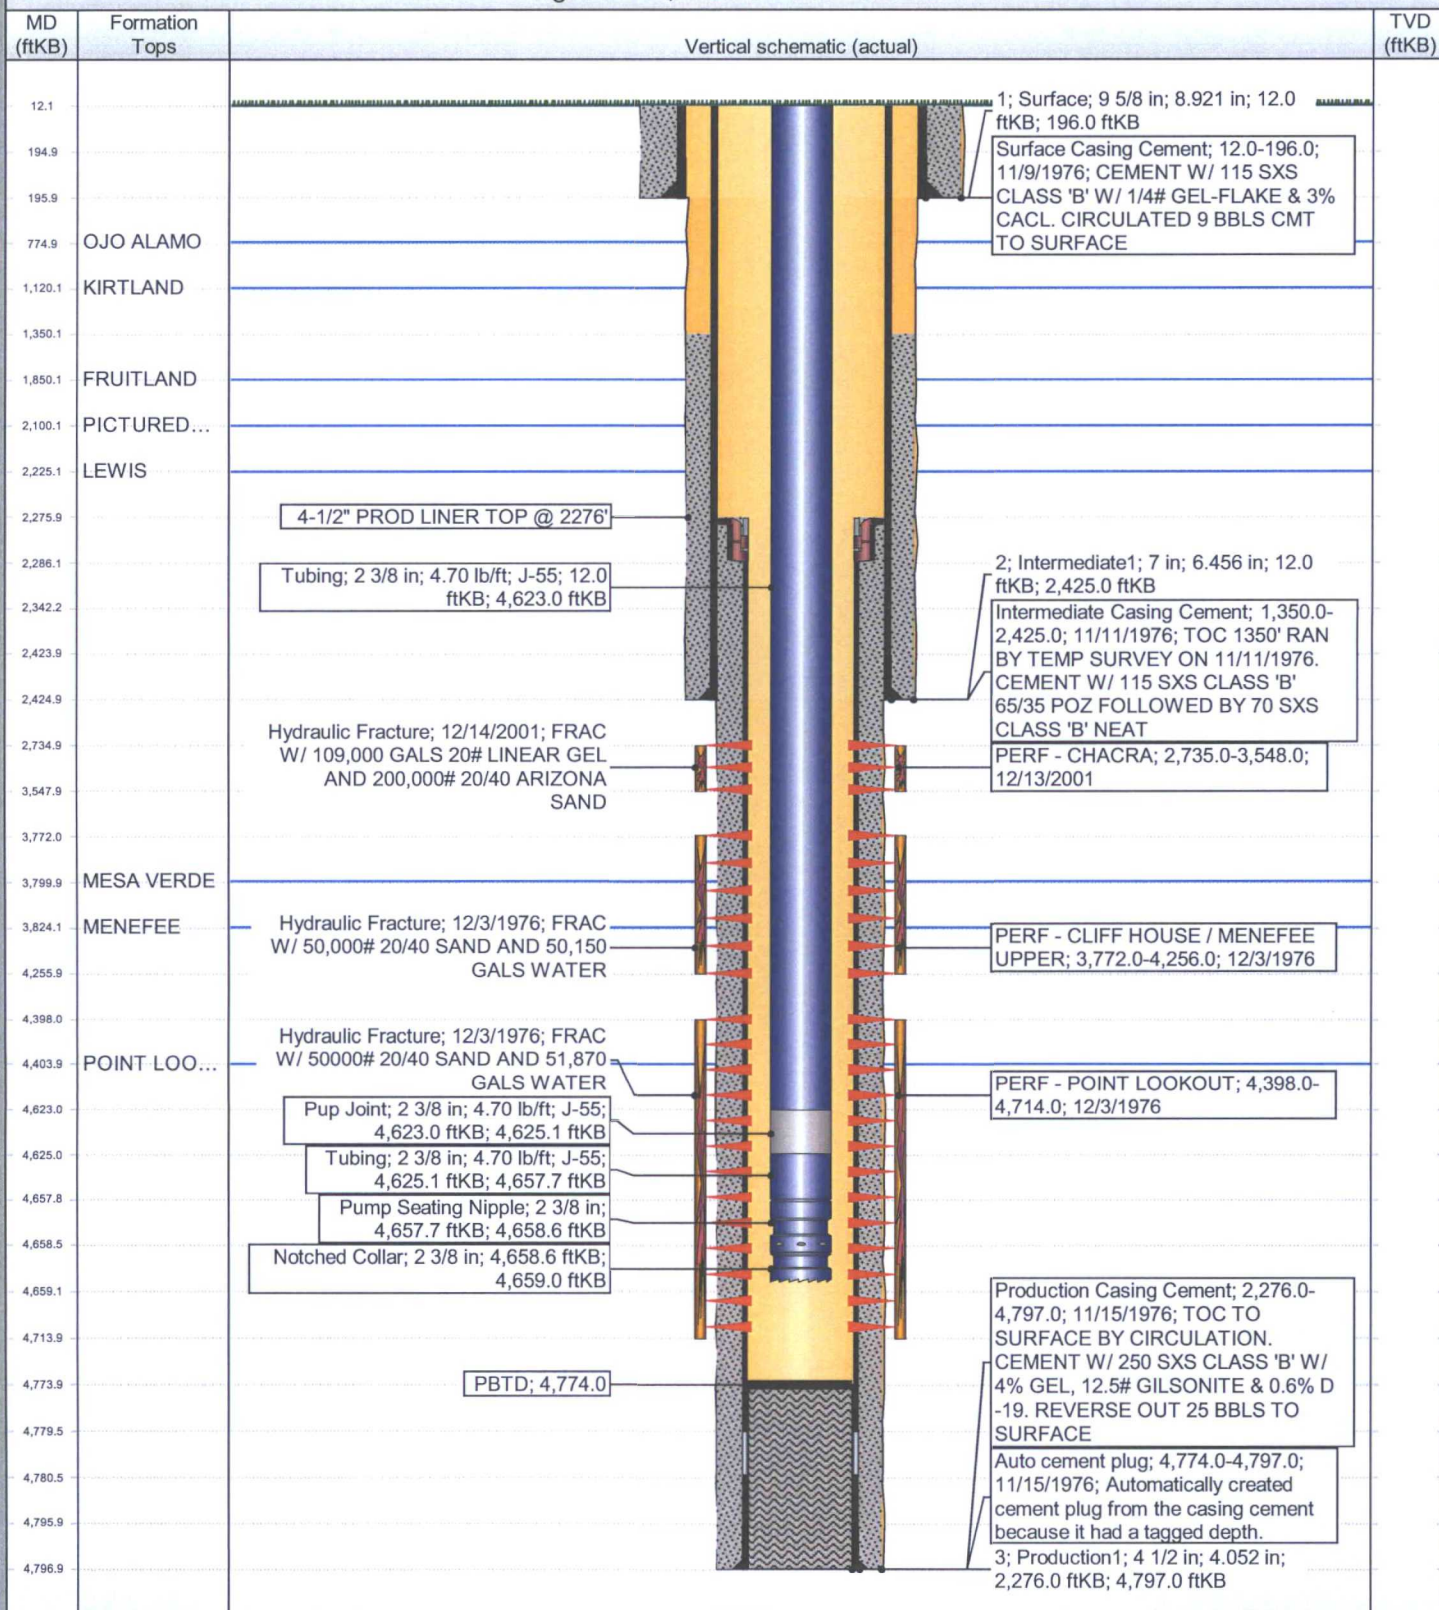 MD
(ftKB)
Formation
Tops
Vertical schematic (actual)
TVD
(ftKB)
12.1
194.9
195.9
774.9
1,120.1
1,350.1
1,850.1
2,100.1
2,225.1
2,275.9
2,286.1
2,342.2
2,423.9
2,424.9
2,734.9
3,547.9
3,772.0
3,799.9
3,824.1
4,255.9
4,398.0
4,403.9
4,623.0
4,625.0
4,657.8
4,658.5
4,659.1
4,713.9
4,773.9
4,779.5
4,780.5
4,795.9
4,796.9
OJO ALAMO
KIRTLAND
FRUITLAND
PICTURED...
LEWIS
MESA VERDE
MENEFEE
POINT LOO...
4-1/2" PROD LINER TOP @ 2276'
Tubing; 2 3/8 in; 4.70 lb/ft; J-55; 12.0
ftKB; 4,623.0 ftKB
Hydraulic Fracture; 12/14/2001; FRAC
W/ 109,000 GALS 20# LINEAR GEL
AND 200,000# 20/40 ARIZONA
SAND
Hydraulic Fracture; 12/3/1976; FRAC
W/ 50,000# 20/40 SAND AND 50,150
GALS WATER
Hydraulic Fracture; 12/3/1976; FRAC
W/ 50000# 20/40 SAND AND 51,870
GALS WATER
Pup Joint; 2 3/8 in; 4.70 lb/ft; J-55;
4,623.0 ftKB; 4,625.1 ftKB
Tubing; 2 3/8 in; 4.70 lb/ft; J-55;
4,625.1 ftKB; 4,657.7 ftKB
Pump Seating Nipple; 2 3/8 in;
4,657.7 ftKB; 4,658.6 ftKB
Notched Collar; 2 3/8 in; 4,658.6 ftKB;
4,659.0 ftKB
PBTD; 4,774.0
1; Surface; 9 5/8 in; 8.921 in; 12.0
ftKB; 196.0 ftKB
Surface Casing Cement; 12.0-196.0;
11/9/1976; CEMENT W/ 115 SXS
CLASS 'B' W/ 1/4# GEL-FLAKE & 3%
CACL. CIRCULATED 9 BBLS CMT
TO SURFACE
2; Intermediate1; 7 in; 6.456 in; 12.0
ftKB; 2,425.0 ftKB
Intermediate Casing Cement; 1,350.0-
2,425.0; 11/11/1976; TOC 1350' RAN
BY TEMP SURVEY ON 11/11/1976.
CEMENT W/ 115 SXS CLASS 'B'
65/35 POZ FOLLOWED BY 70 SXS
CLASS 'B' NEAT
PERF - CHACRA; 2,735.0-3,548.0;
12/13/2001
PERF - CLIFF HOUSE / MENEFEE
UPPER; 3,772.0-4,256.0; 12/3/1976
PERF - POINT LOOKOUT; 4,398.0-
4,714.0; 12/3/1976
Production Casing Cement; 2,276.0-
4,797.0; 11/15/1976; TOC TO
SURFACE BY CIRCULATION.
CEMENT W/ 250 SXS CLASS 'B' W/
4% GEL, 12.5# GILSONITE & 0.6% D
-19. REVERSE OUT 25 BBLS TO
SURFACE
Auto cement plug; 4,774.0-4,797.0;
11/15/1976; Automatically created
cement plug from the casing cement
because it had a tagged depth.
3; Production1; 4 1/2 in; 4.052 in;
2,276.0 ftKB; 4,797.0 ftKB